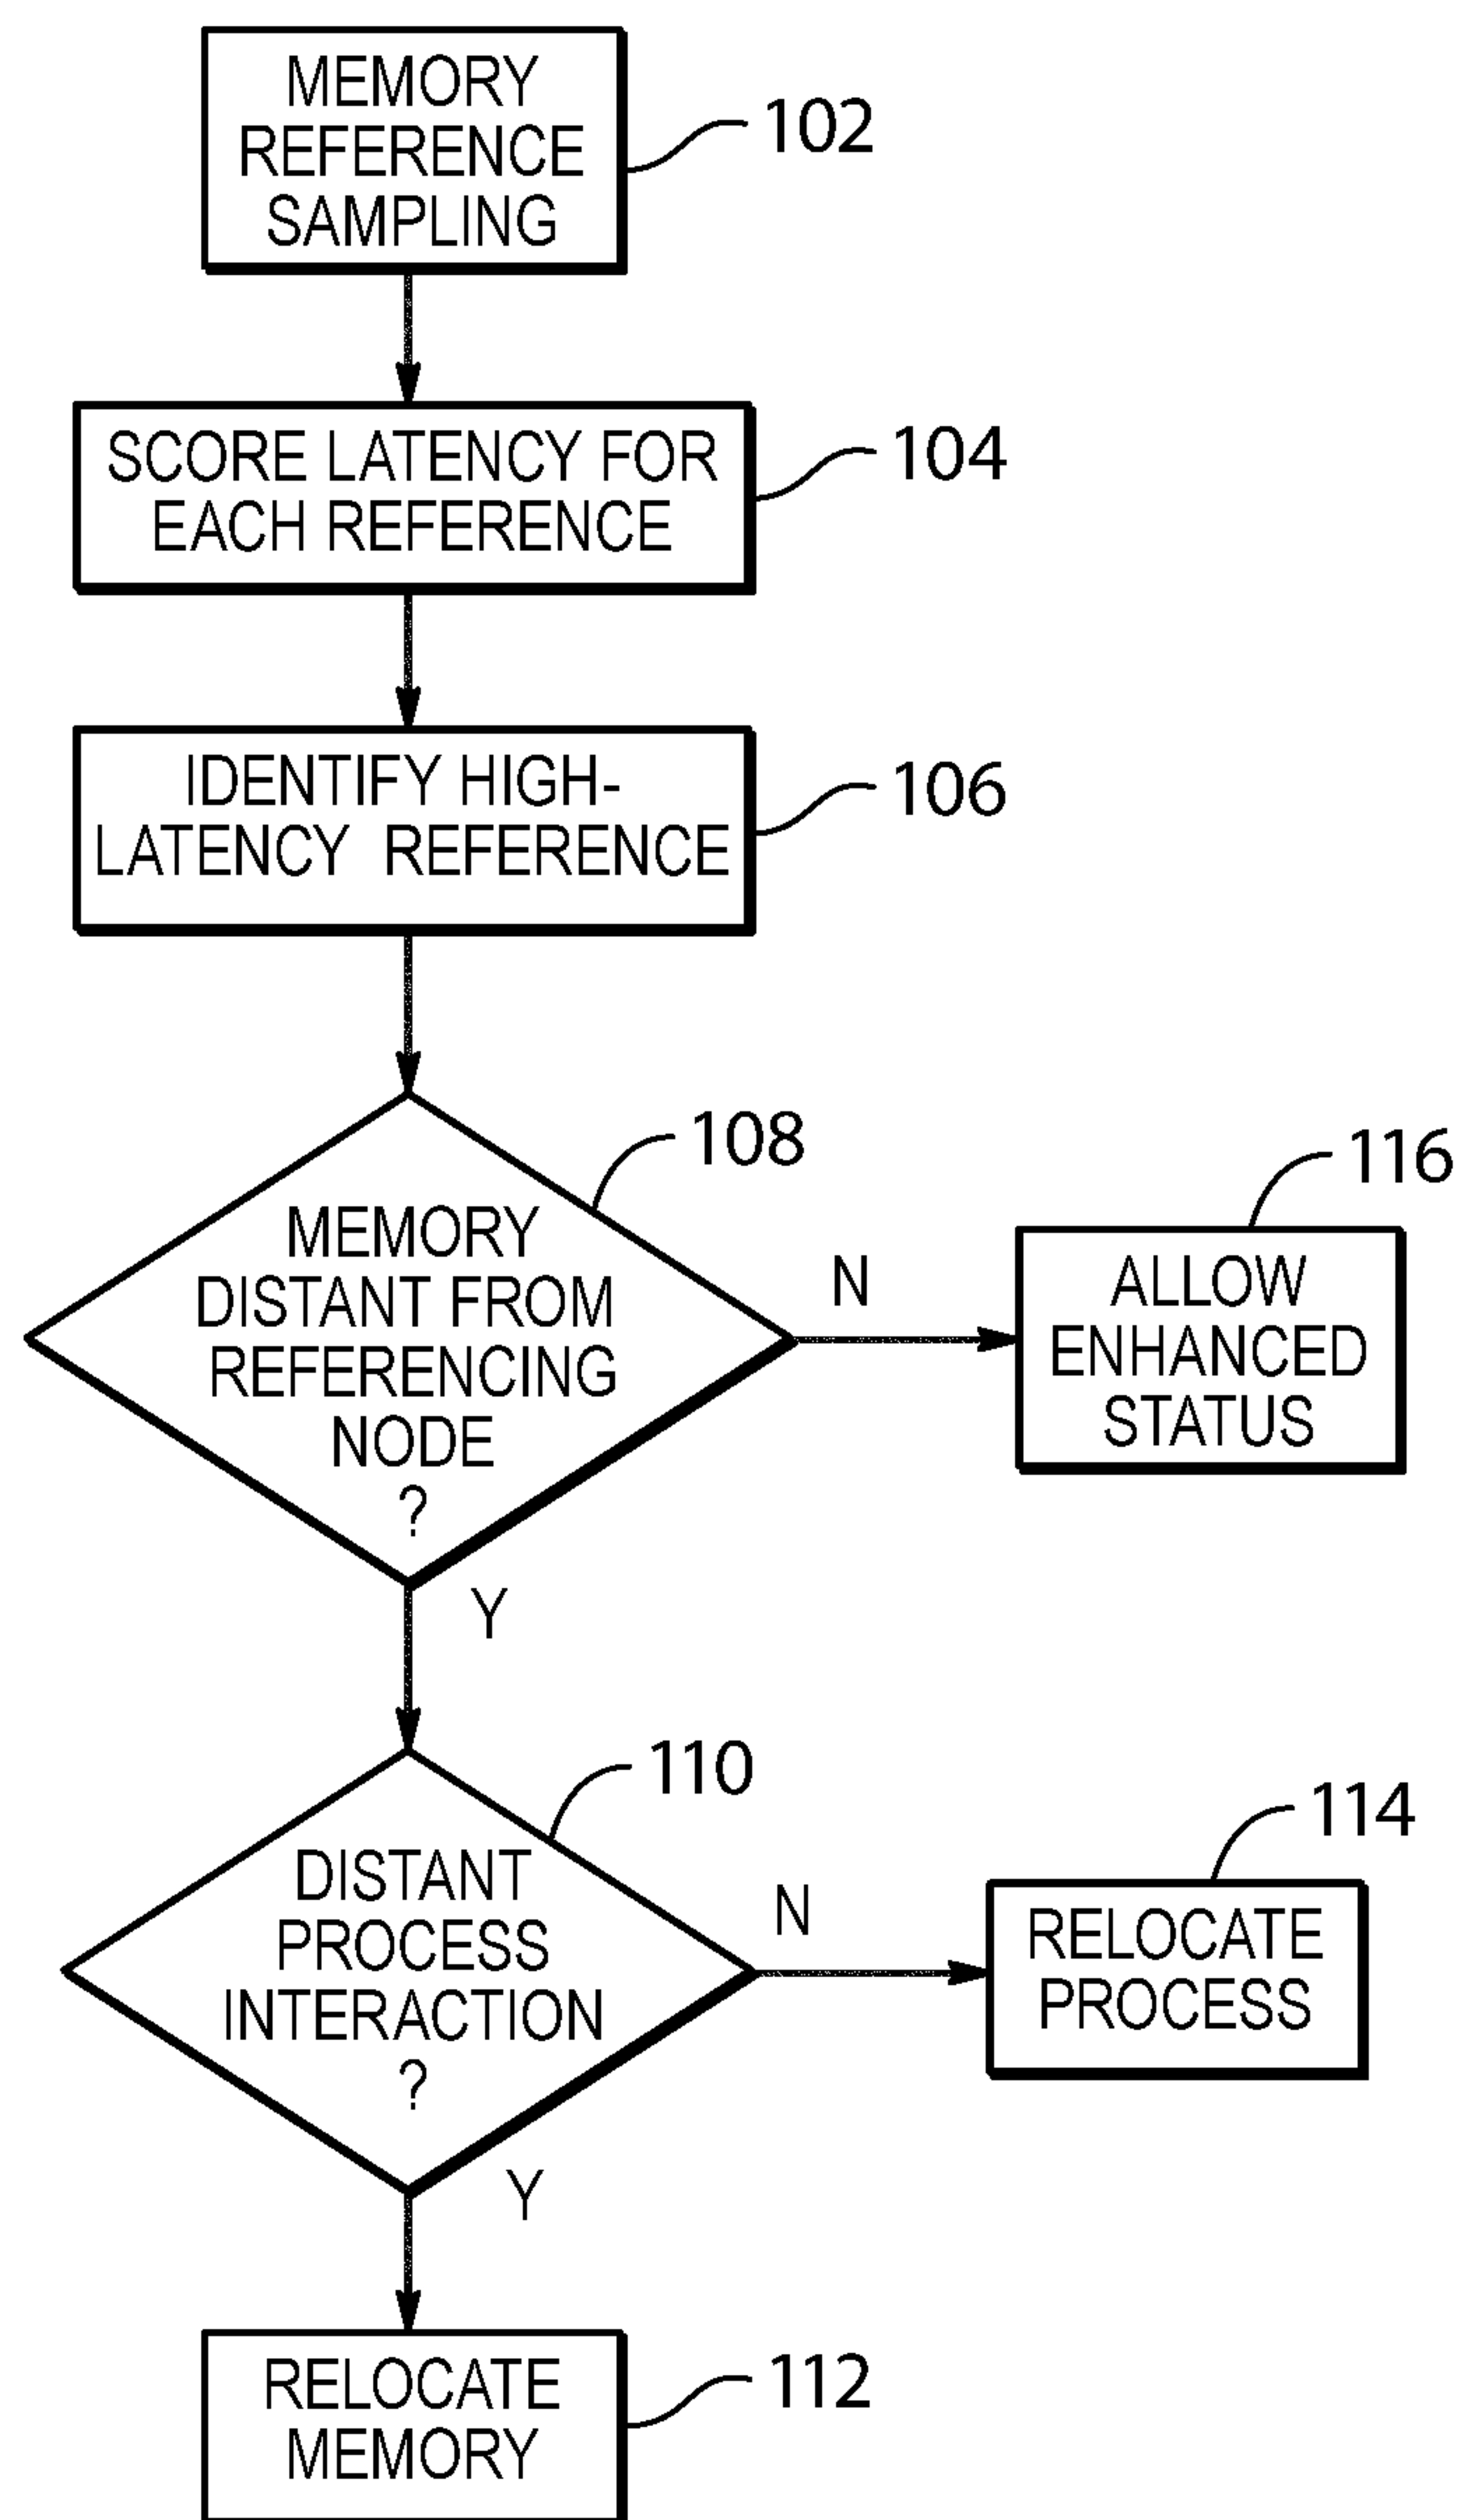 MEMORY
REFERENCE
SAMPLING
102
SCORE LATENCY FOR
EACH REFERENCE
104
IDENTIFY HIGH-
LATENCY REFERENCE
106
108
MEMORY
DISTANT FROM
REFERENCING
NODE
?
N
Y
116
ALLOW
ENHANCED
STATUS
110
DISTANT
PROCESS
INTERACTION
?
N
Y
114
RELOCATE
PROCESS
RELOCATE
MEMORY
112